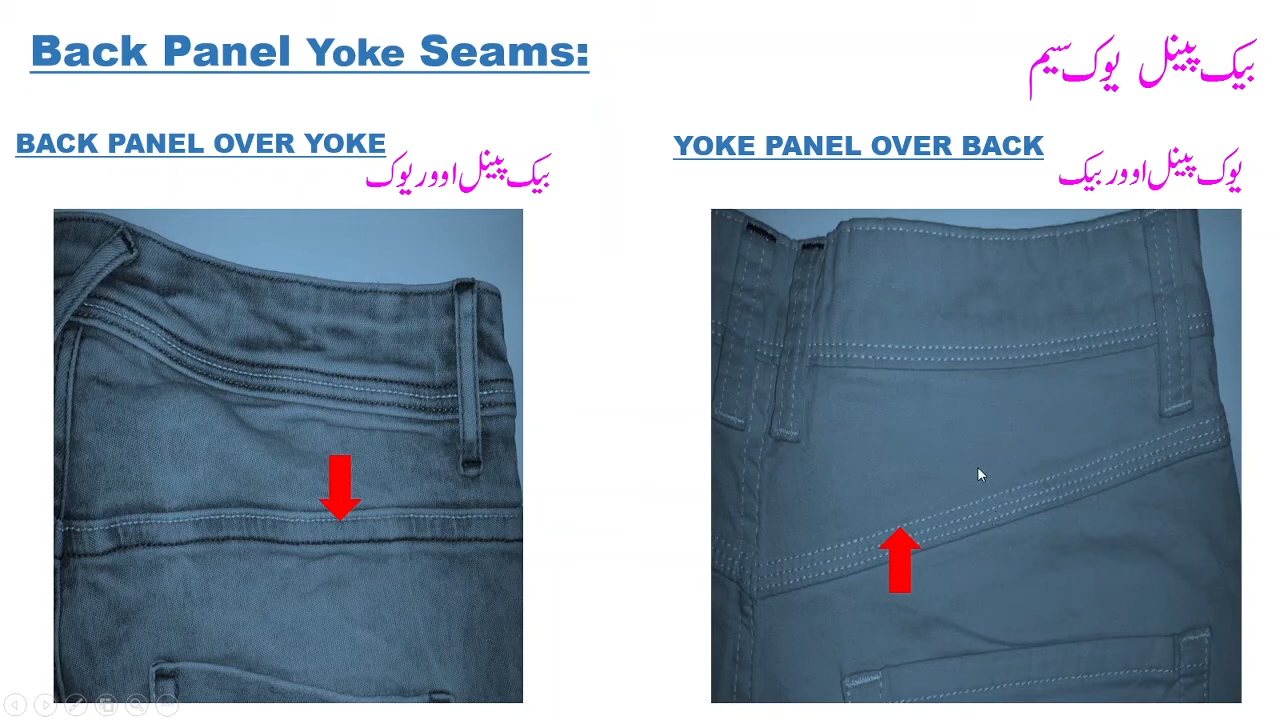 Back Panel Yoke Seams:
بیک پینل یوک سیم
BACK PANEL OVER YOKE
بیک پینل اوور یوک
YOKE PANEL OVER BACK
یوک پینل اوور بیک